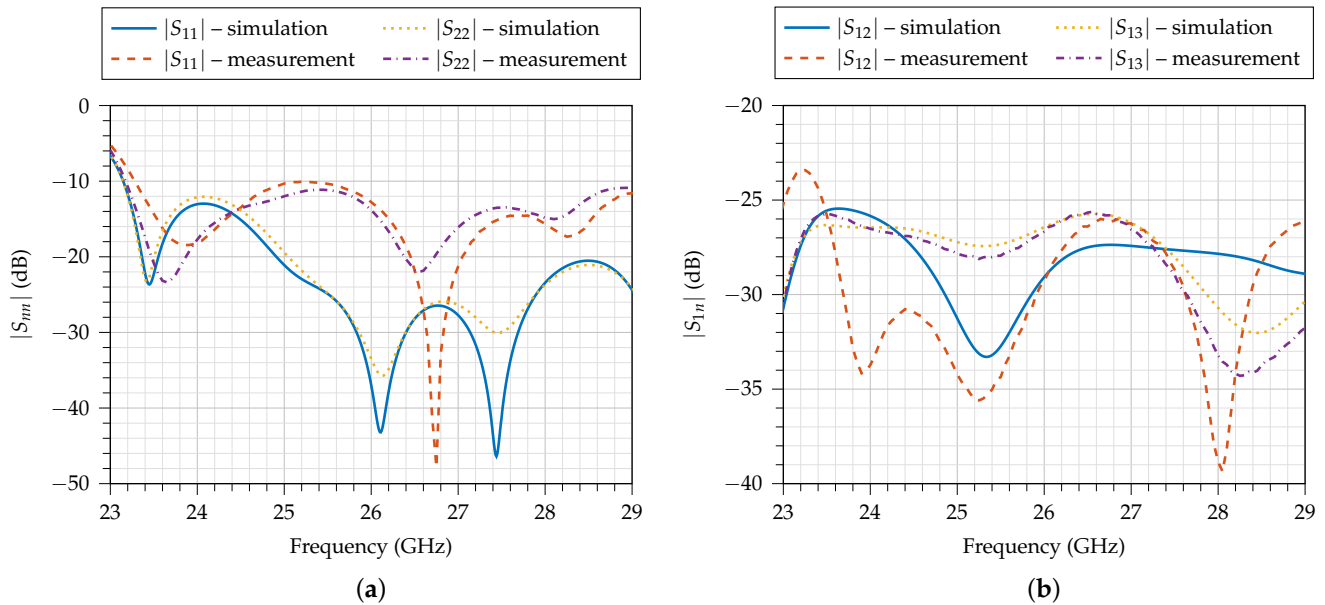 |S11| – simulation
|S22| – simulation
|S11| – measurement
|S22| – measurement
0
−10
−20
−30
−40
−50
|Snn| (dB)
23
24
25
26
27
28
29
Frequency (GHz)
(a)
|S12| – simulation
|S13| – simulation
|S12| – measurement
|S13| – measurement
−20
−25
−30
−35
−40
|S1n| (dB)
23
24
25
26
27
28
29
Frequency (GHz)
(b)